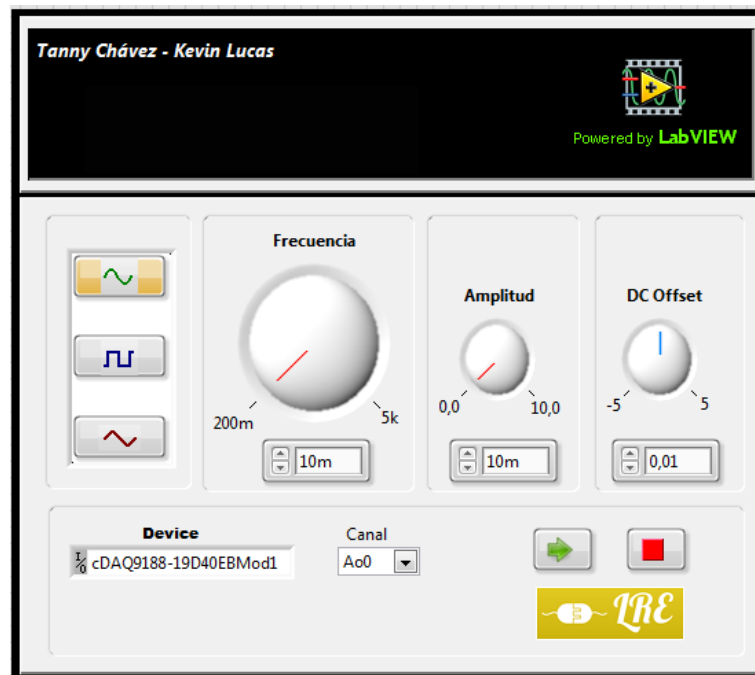 Tanny Chávez - Kevin Lucas
Powered by LabVIEW
Frecuencia
200m 5k
10m
Amplitud
0,0 10,0
10m
DC Offset
-5 5
0,01
Device
I/O cDAQ9188-19D40EBMod1
Canal
Ao0
LRE